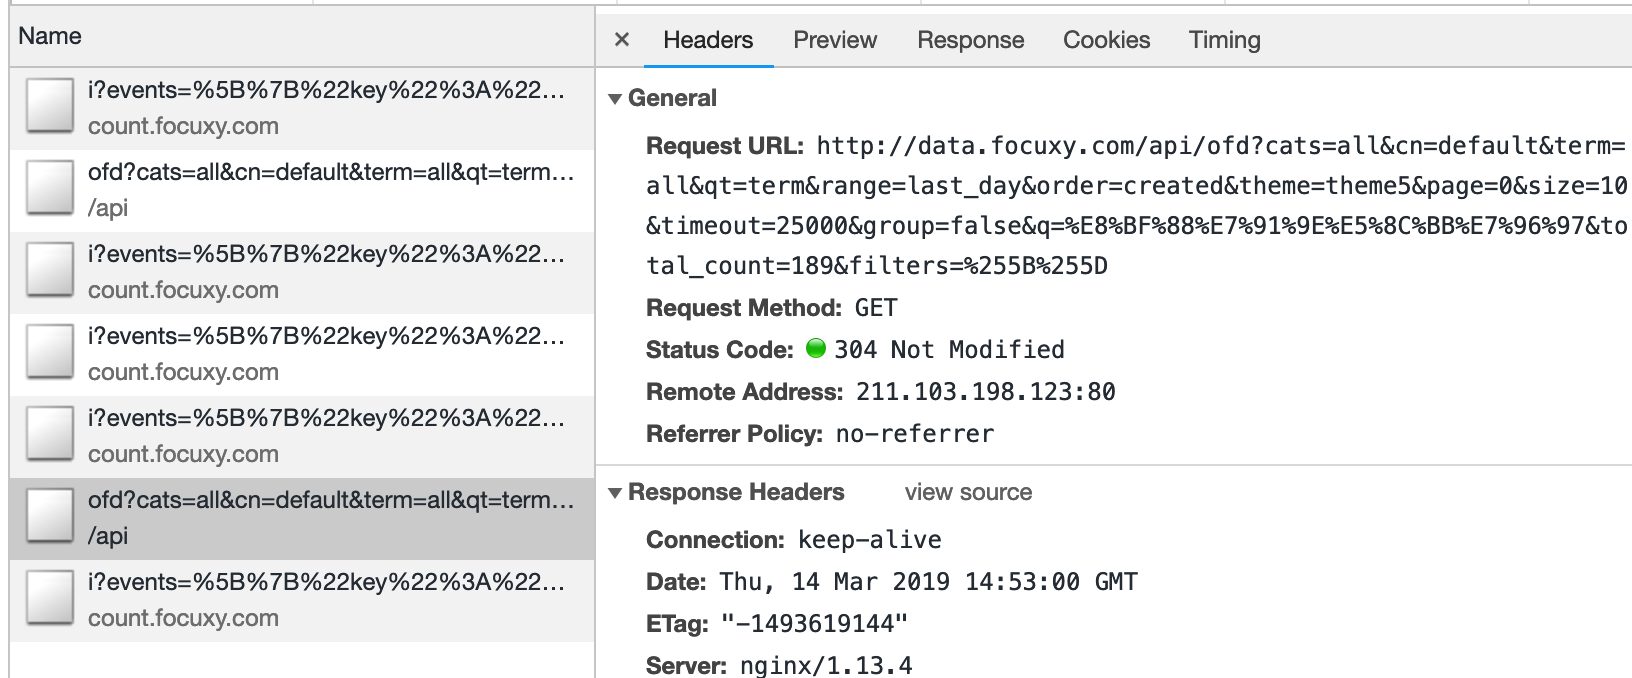 Name
i?events=%5B%7B%22key%22%3A%22...
count.focuxy.com
ofd?cats=all&cn=default&term=all&qt=term...
/api
i?events=%5B%7B%22key%22%3A%22...
count.focuxy.com
i?events=%5B%7B%22key%22%3A%22...
count.focuxy.com
i?events=%5B%7B%22key%22%3A%22...
count.focuxy.com
ofd?cats=all&cn=default&term=all&qt=term...
/api
i?events=%5B%7B%22key%22%3A%22...
count.focuxy.com
× Headers Preview Response Cookies Timing
General
Request URL: http://data.focuxy.com/api/ofd?cats=all&cn=default&term=
all&qt=term&range=last_day&order=created&theme=theme5&page=0&size=10
&timeout=25000&group=false&q=%E8%BF%88%E7%91%9E%E5%8C%BB%E7%96%97&to
tal_count=189&filters=%255B%255D
Request Method: GET
Status Code: 304 Not Modified
Remote Address: 211.103.198.123:80
Referrer Policy: no-referrer
Response Headers view source
Connection: keep-alive
Date: Thu, 14 Mar 2019 14:53:00 GMT
ETag: "-1493619144"
Server: nginx/1.13.4